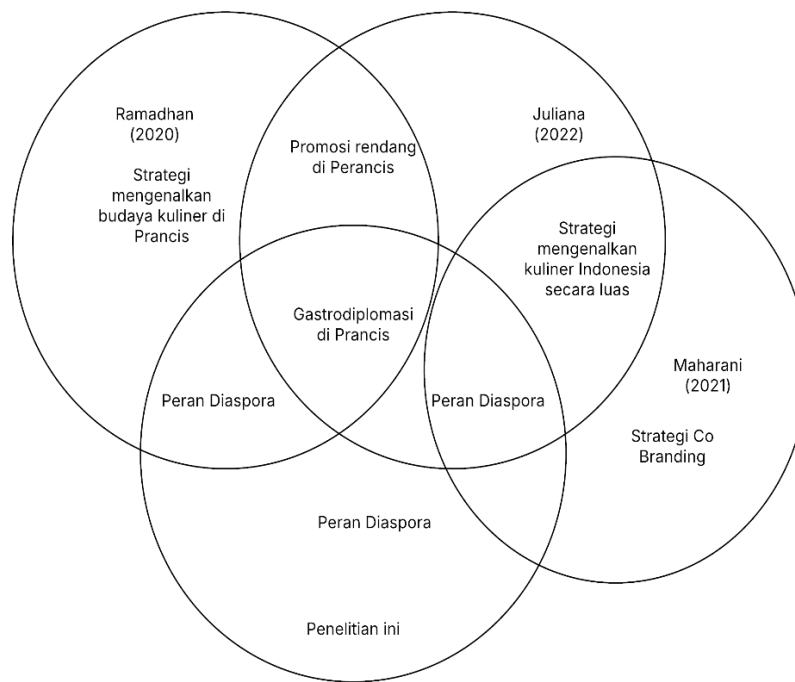 Ramadhan
(2020)
Strategi
mengenalkan
budaya kuliner di
Prancis
Promosi rendang
di Perancis
Juliana
(2022)
Strategi
mengenalkan
kuliner Indonesia
secara luas
Gastrodiplomasi
di Prancis
Maharani
(2021)
Strategi Co
Branding
Peran Diaspora
Peran Diaspora
Peran Diaspora
Penelitian ini